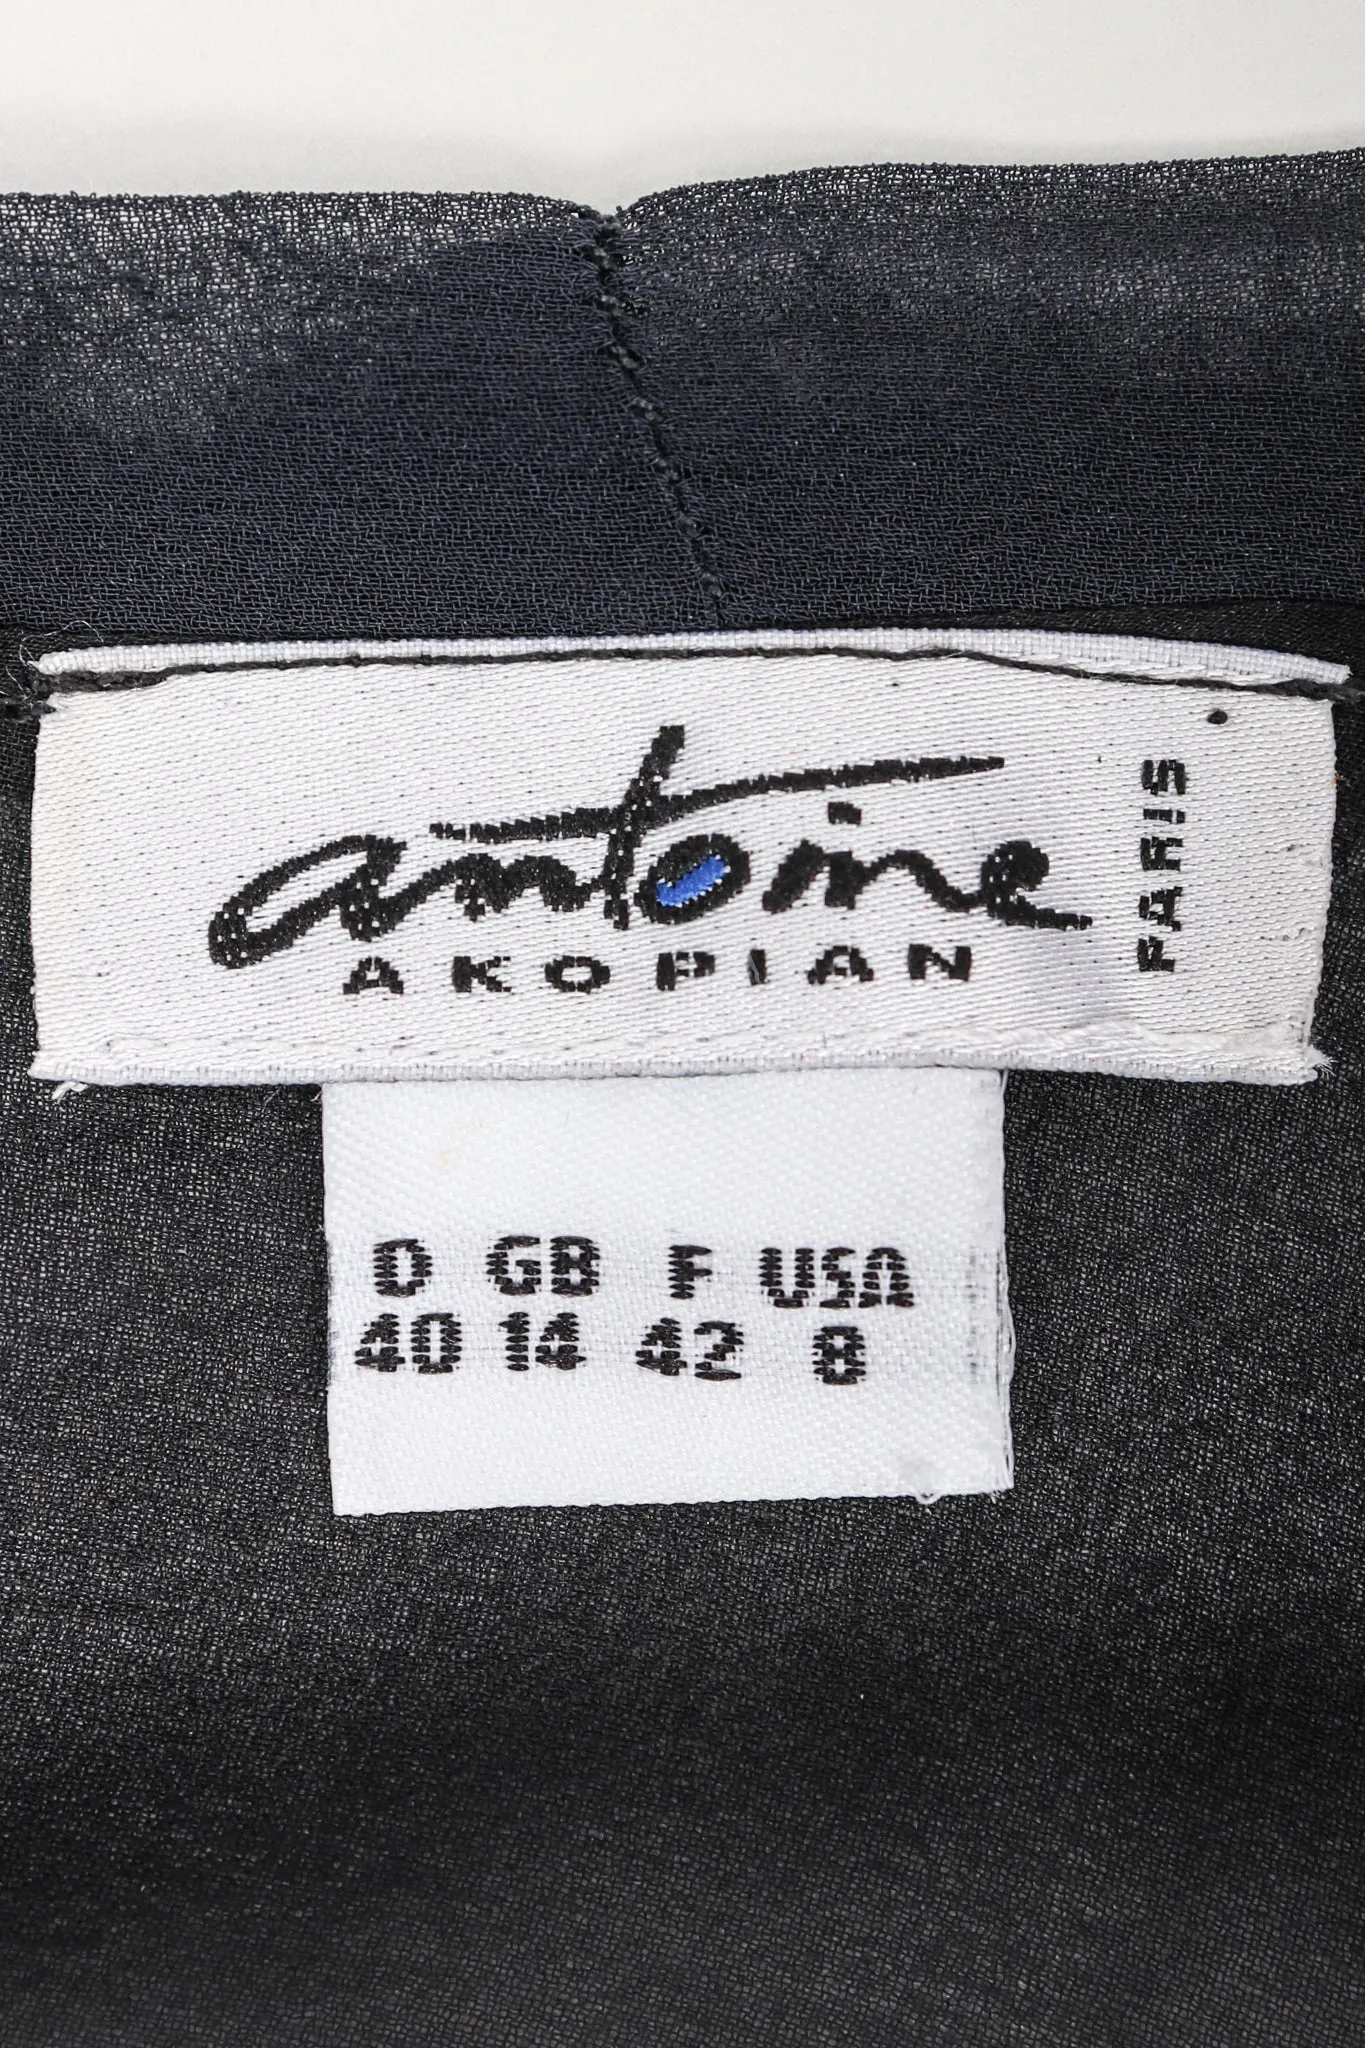 antoine
AKOPIAN
PARIS
D GB F USA
40 14 42 8